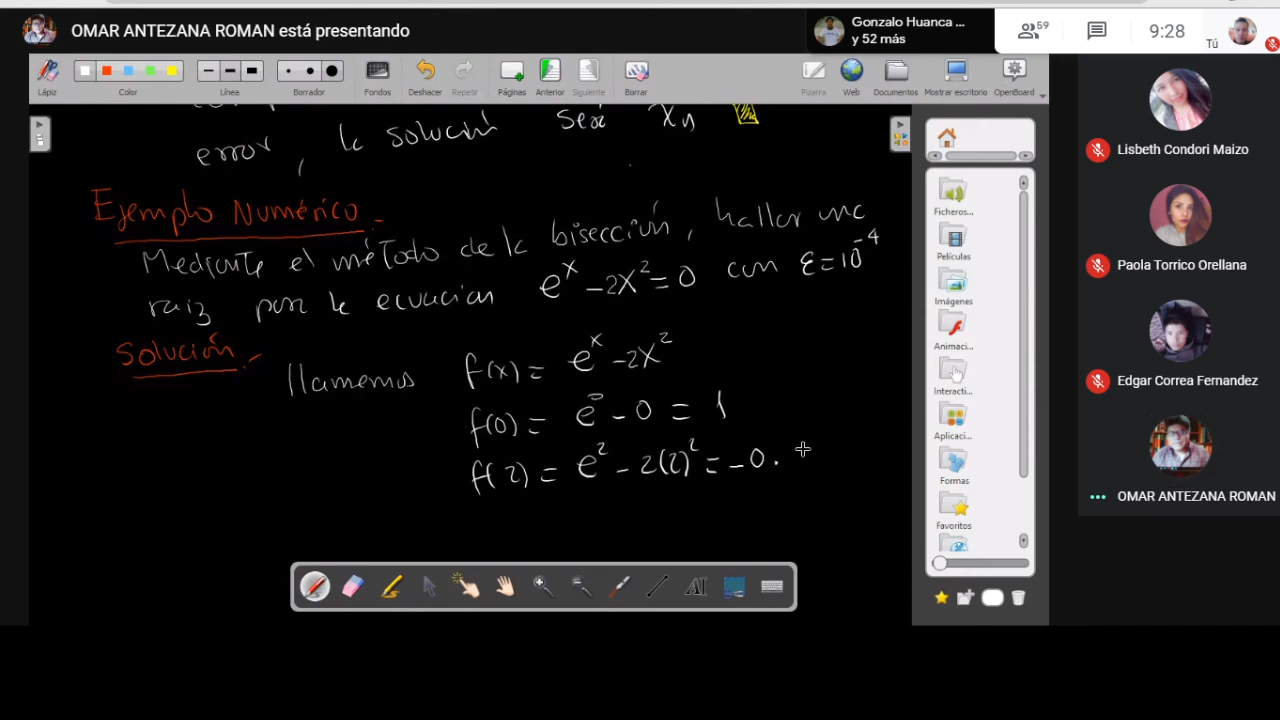 OMAR ANTEZANA ROMAN está presentando
Gonzalo Huanca ...
y 52 más
59
9:28
Tú
Lápiz
Color
Línea
Borrador
Fondos
Deshacer
Repetir
Páginas
Anterior
Siguiente
Borrar
Pizarra
Web
Documentos
Mostrar escritorio
OpenBoard
error, la solución será Xn
Ejemplo Numérico.-
Mediante el método de la bisección, hallar una
raiz para la ecuación e^x - 2X^2 = 0 con ε = 10^-4
Solución.-
llamemos f(x) = e^x - 2X^2
f(0) = e^0 - 0 = 1
f(2) = e^2 - 2(2)^2 = -0.
Ficheros...
Películas
Imágenes
Animaci...
Interacti...
Aplicaci...
Formas
Favoritos
Lisbeth Condori Maizo
Paola Torrico Orellana
Edgar Correa Fernandez
OMAR ANTEZANA ROMAN